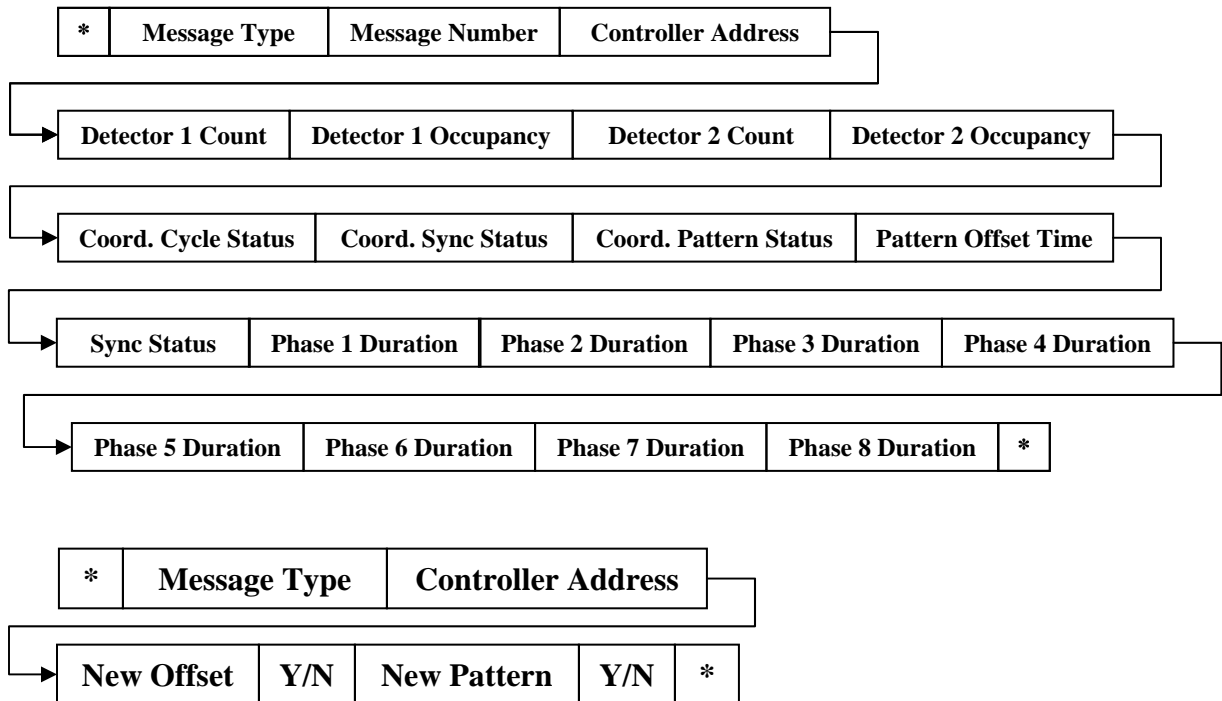 * Message Type Message Number Controller Address
Detector 1 Count Detector 1 Occupancy Detector 2 Count Detector 2 Occupancy
Coord. Cycle Status Coord. Sync Status Coord. Pattern Status Pattern Offset Time
Sync Status Phase 1 Duration Phase 2 Duration Phase 3 Duration Phase 4 Duration
Phase 5 Duration Phase 6 Duration Phase 7 Duration Phase 8 Duration *
* Message Type Controller Address
New Offset Y/N New Pattern Y/N *